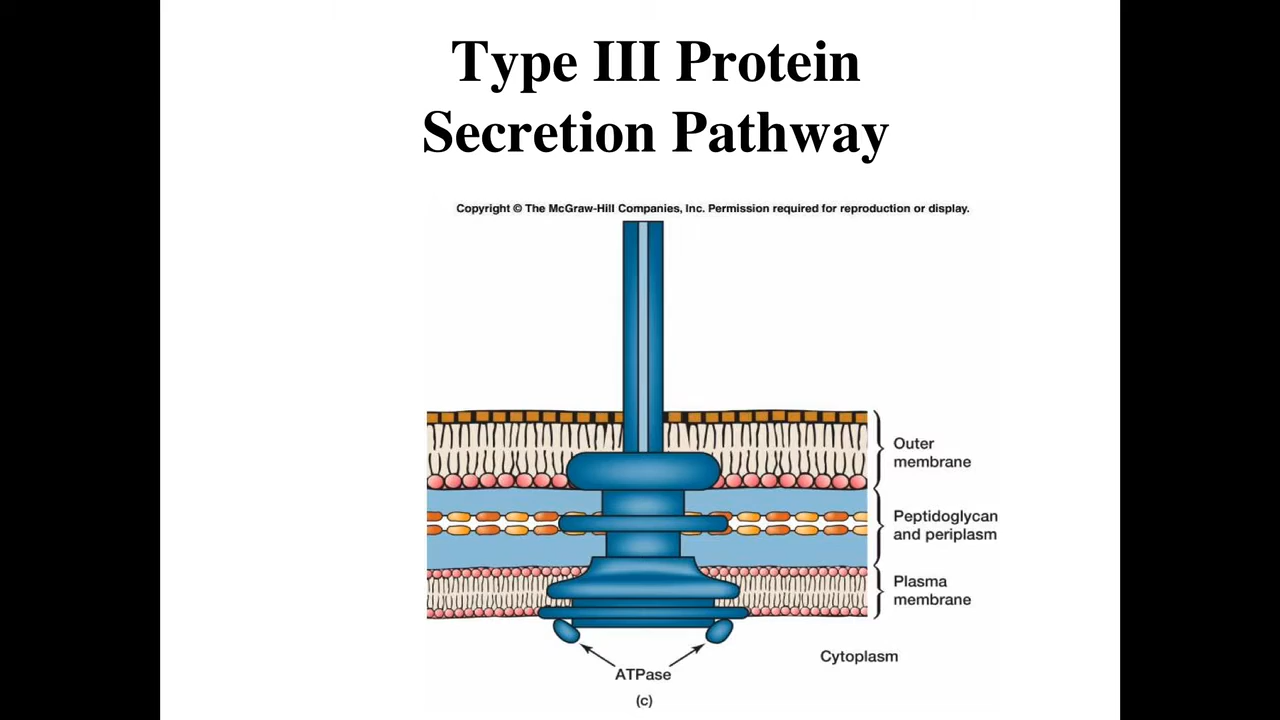 Type III Protein
Secretion Pathway
Copyright © The McGraw-Hill Companies, Inc. Permission required for reproduction or display.
Outer
membrane
Peptidoglycan
and periplasm
Plasma
membrane
Cytoplasm
ATPase
(c)